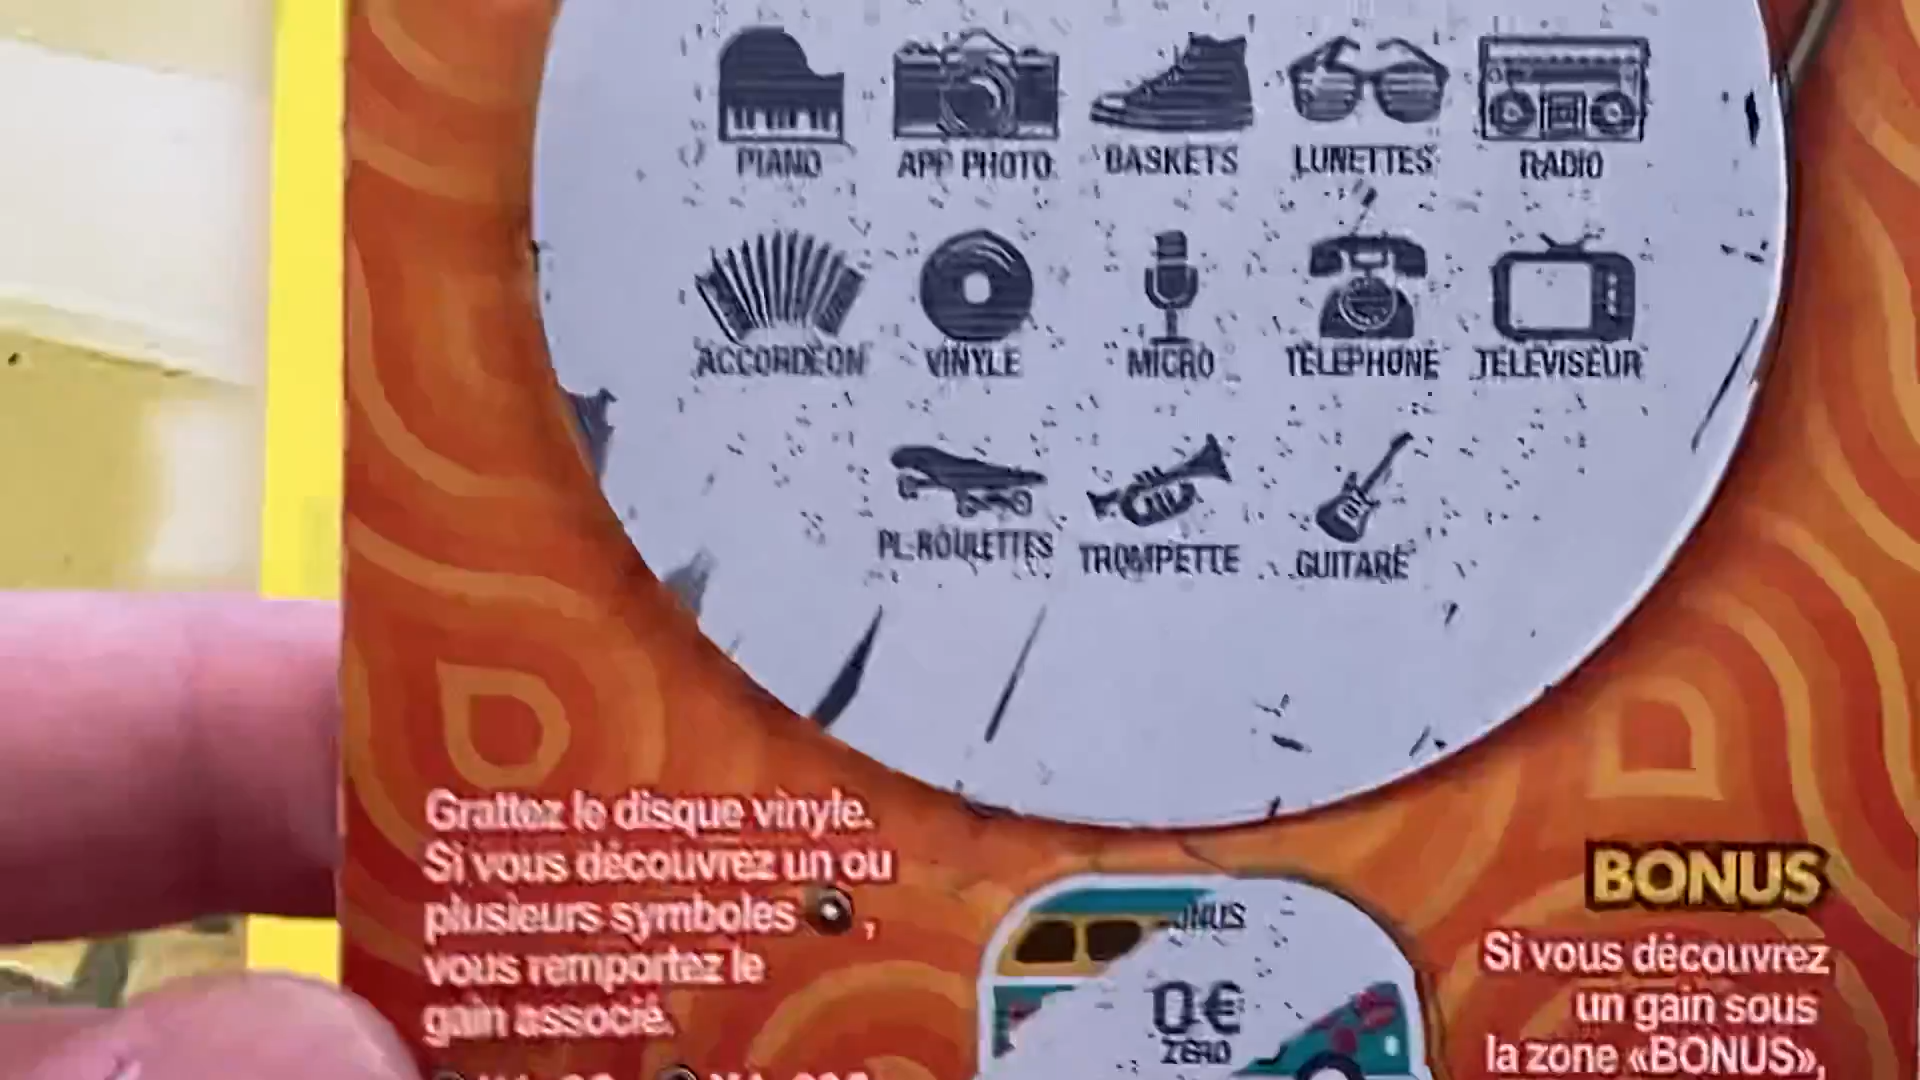 PIANO APP PHOTO BASKETS LUNETTES RADIO
ACCORDEON VINYLE MICRO TELEPHONE TELEVISEUR
PL.ROULETTES TROMPETTE GUITARE
Grattez le disque vinyle.
Si vous découvrez un ou
plusieurs symboles ,
vous remportez le
gain associé.
BONUS
0€
ZERO
BONUS
Si vous découvrez
un gain sous
la zone «BONUS»,